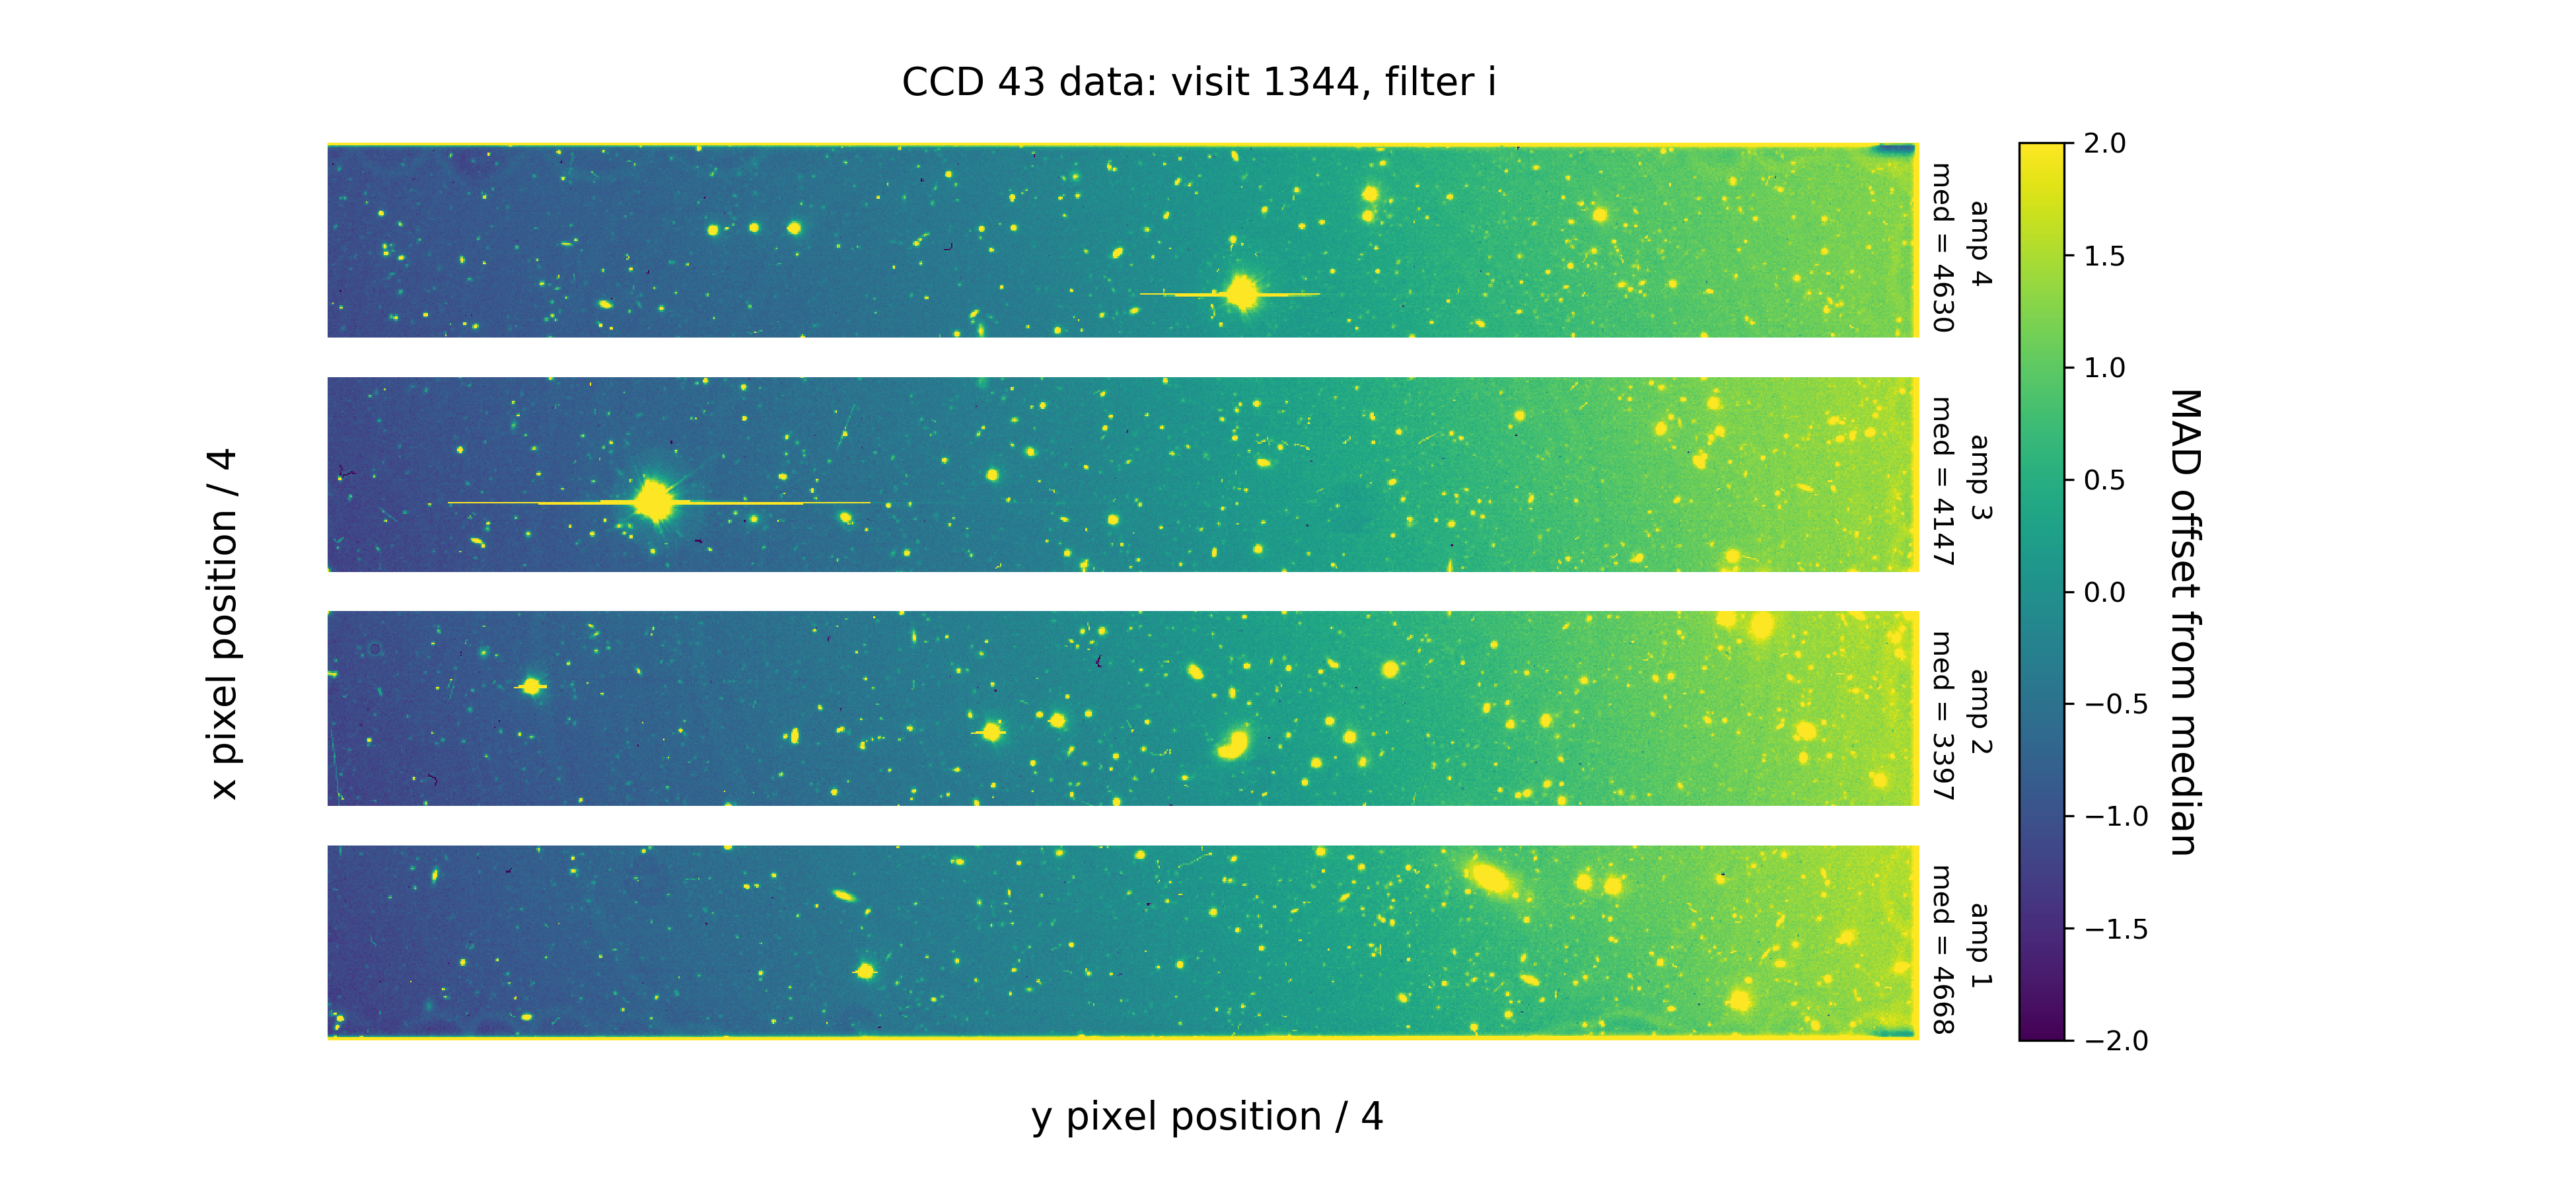 CCD 43 data: visit 1344, filter i
x pixel position / 4
y pixel position / 4
amp 4
med = 4630
amp 3
med = 4147
amp 2
med = 3397
amp 1
med = 4668
2.0
1.5
1.0
0.5
0.0
−0.5
−1.0
−1.5
−2.0
MAD offset from median